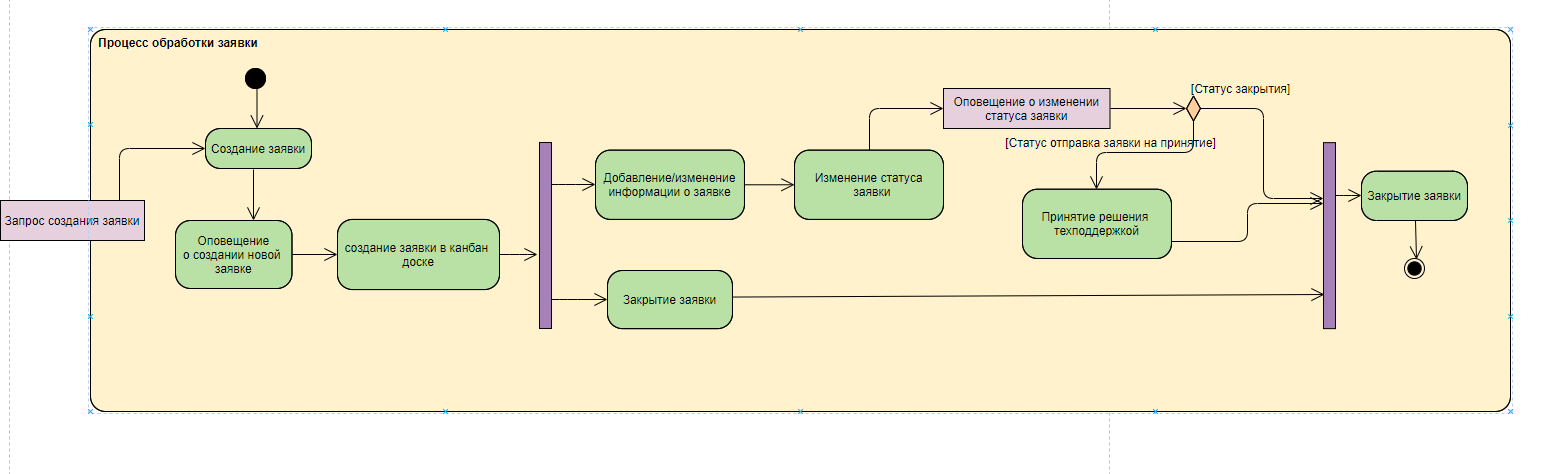 Процесс обработки заявки
Создание заявки
Запрос создания заявки
Оповещение
о создании новой
заявке
создание заявки в канбан
доске
Добавление/изменение
информации о заявке
Закрытие заявки
Изменение статуса
заявки
Оповещение о изменении
статуса заявки
[Статус закрытия]
[Статус отправка заявки на принятие]
Принятие решения
техподдержкой
Закрытие заявки